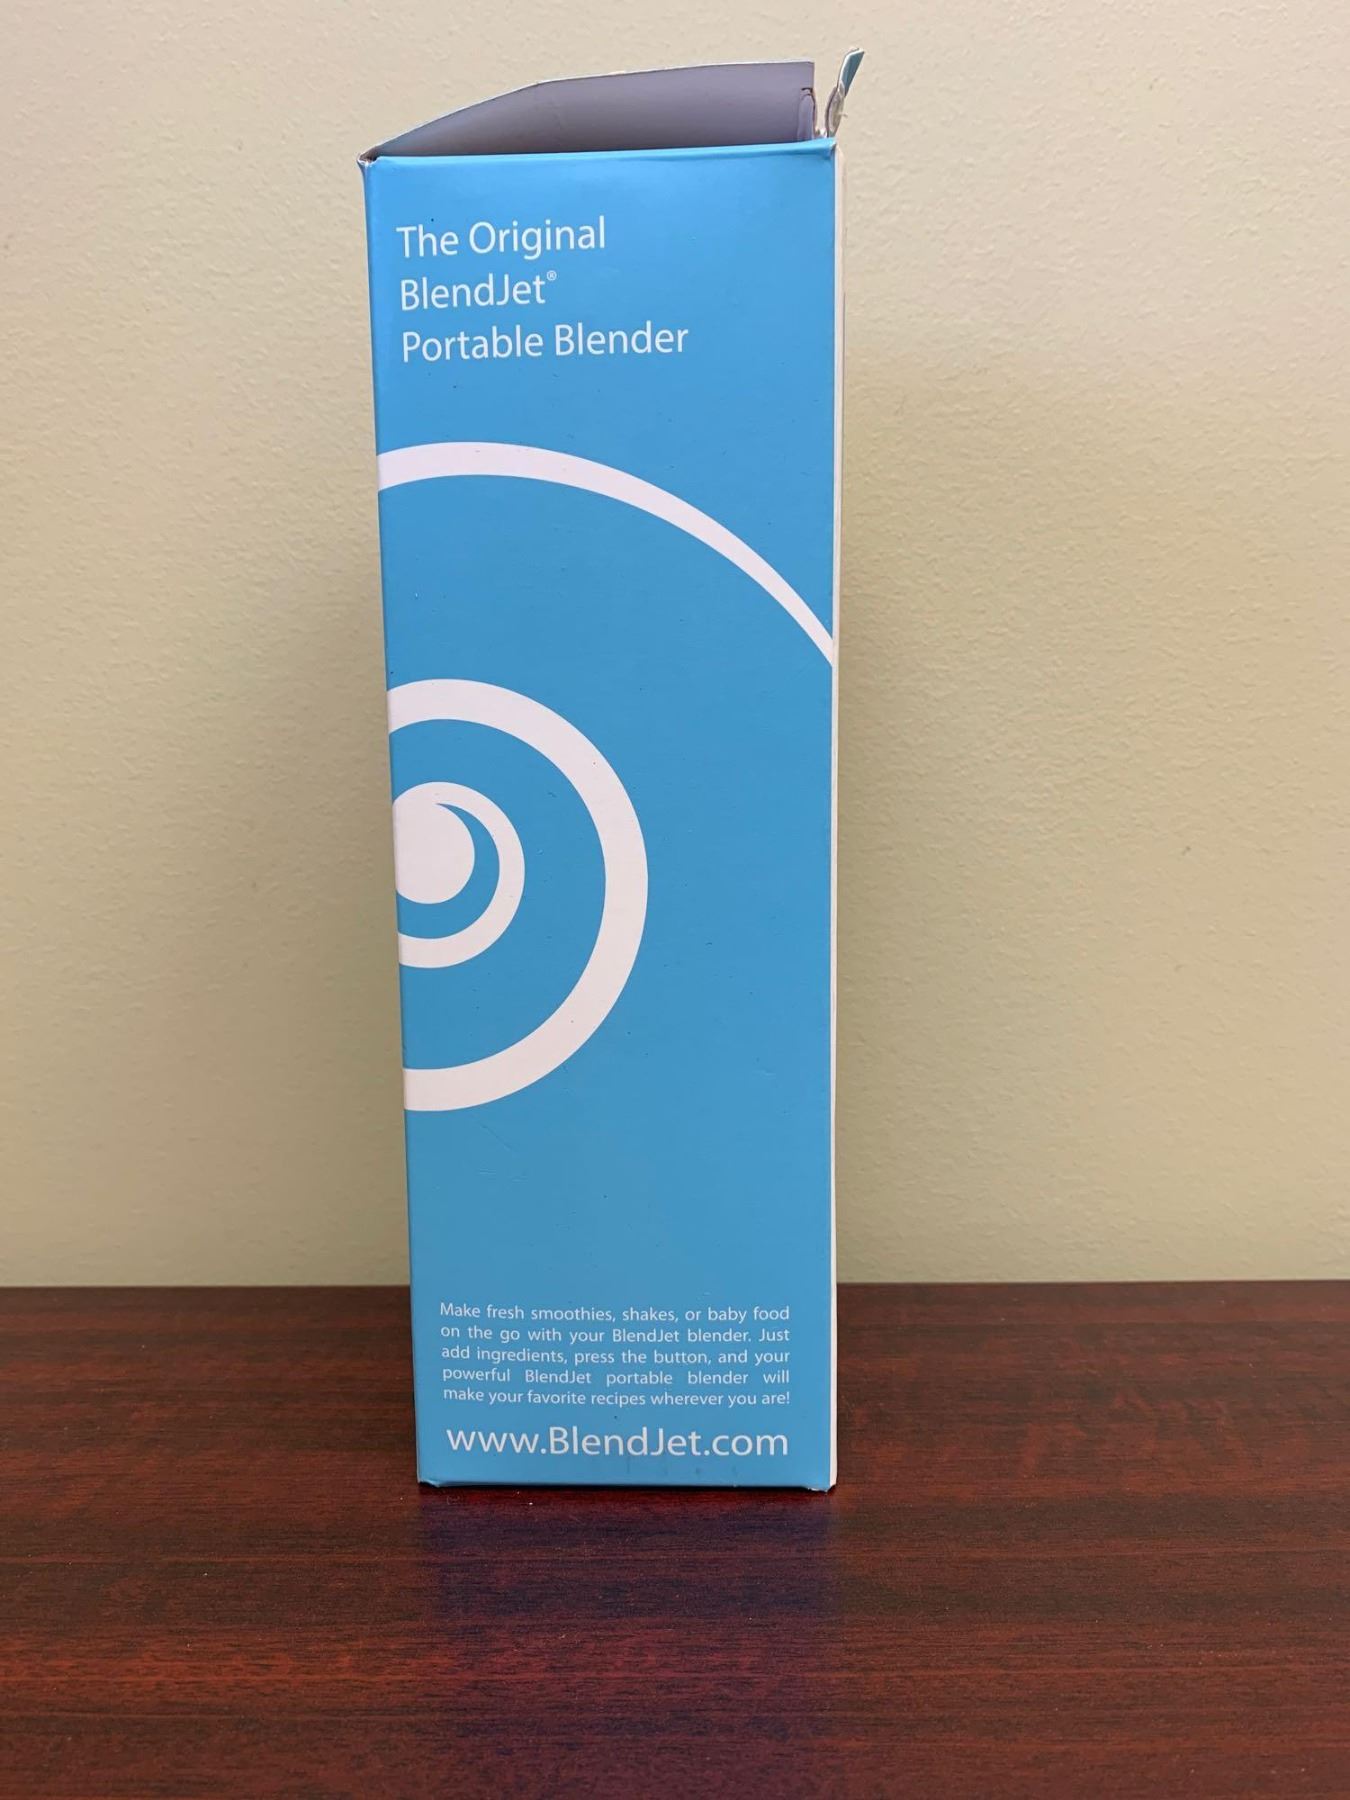 The Original
BlendJet®
Portable Blender
Make fresh smoothies, shakes, or baby food
on the go with your BlendJet blender. Just
add ingredients, press the button, and your
powerful BlendJet portable blender will
make your favorite recipes wherever you are!
www.BlendJet.com